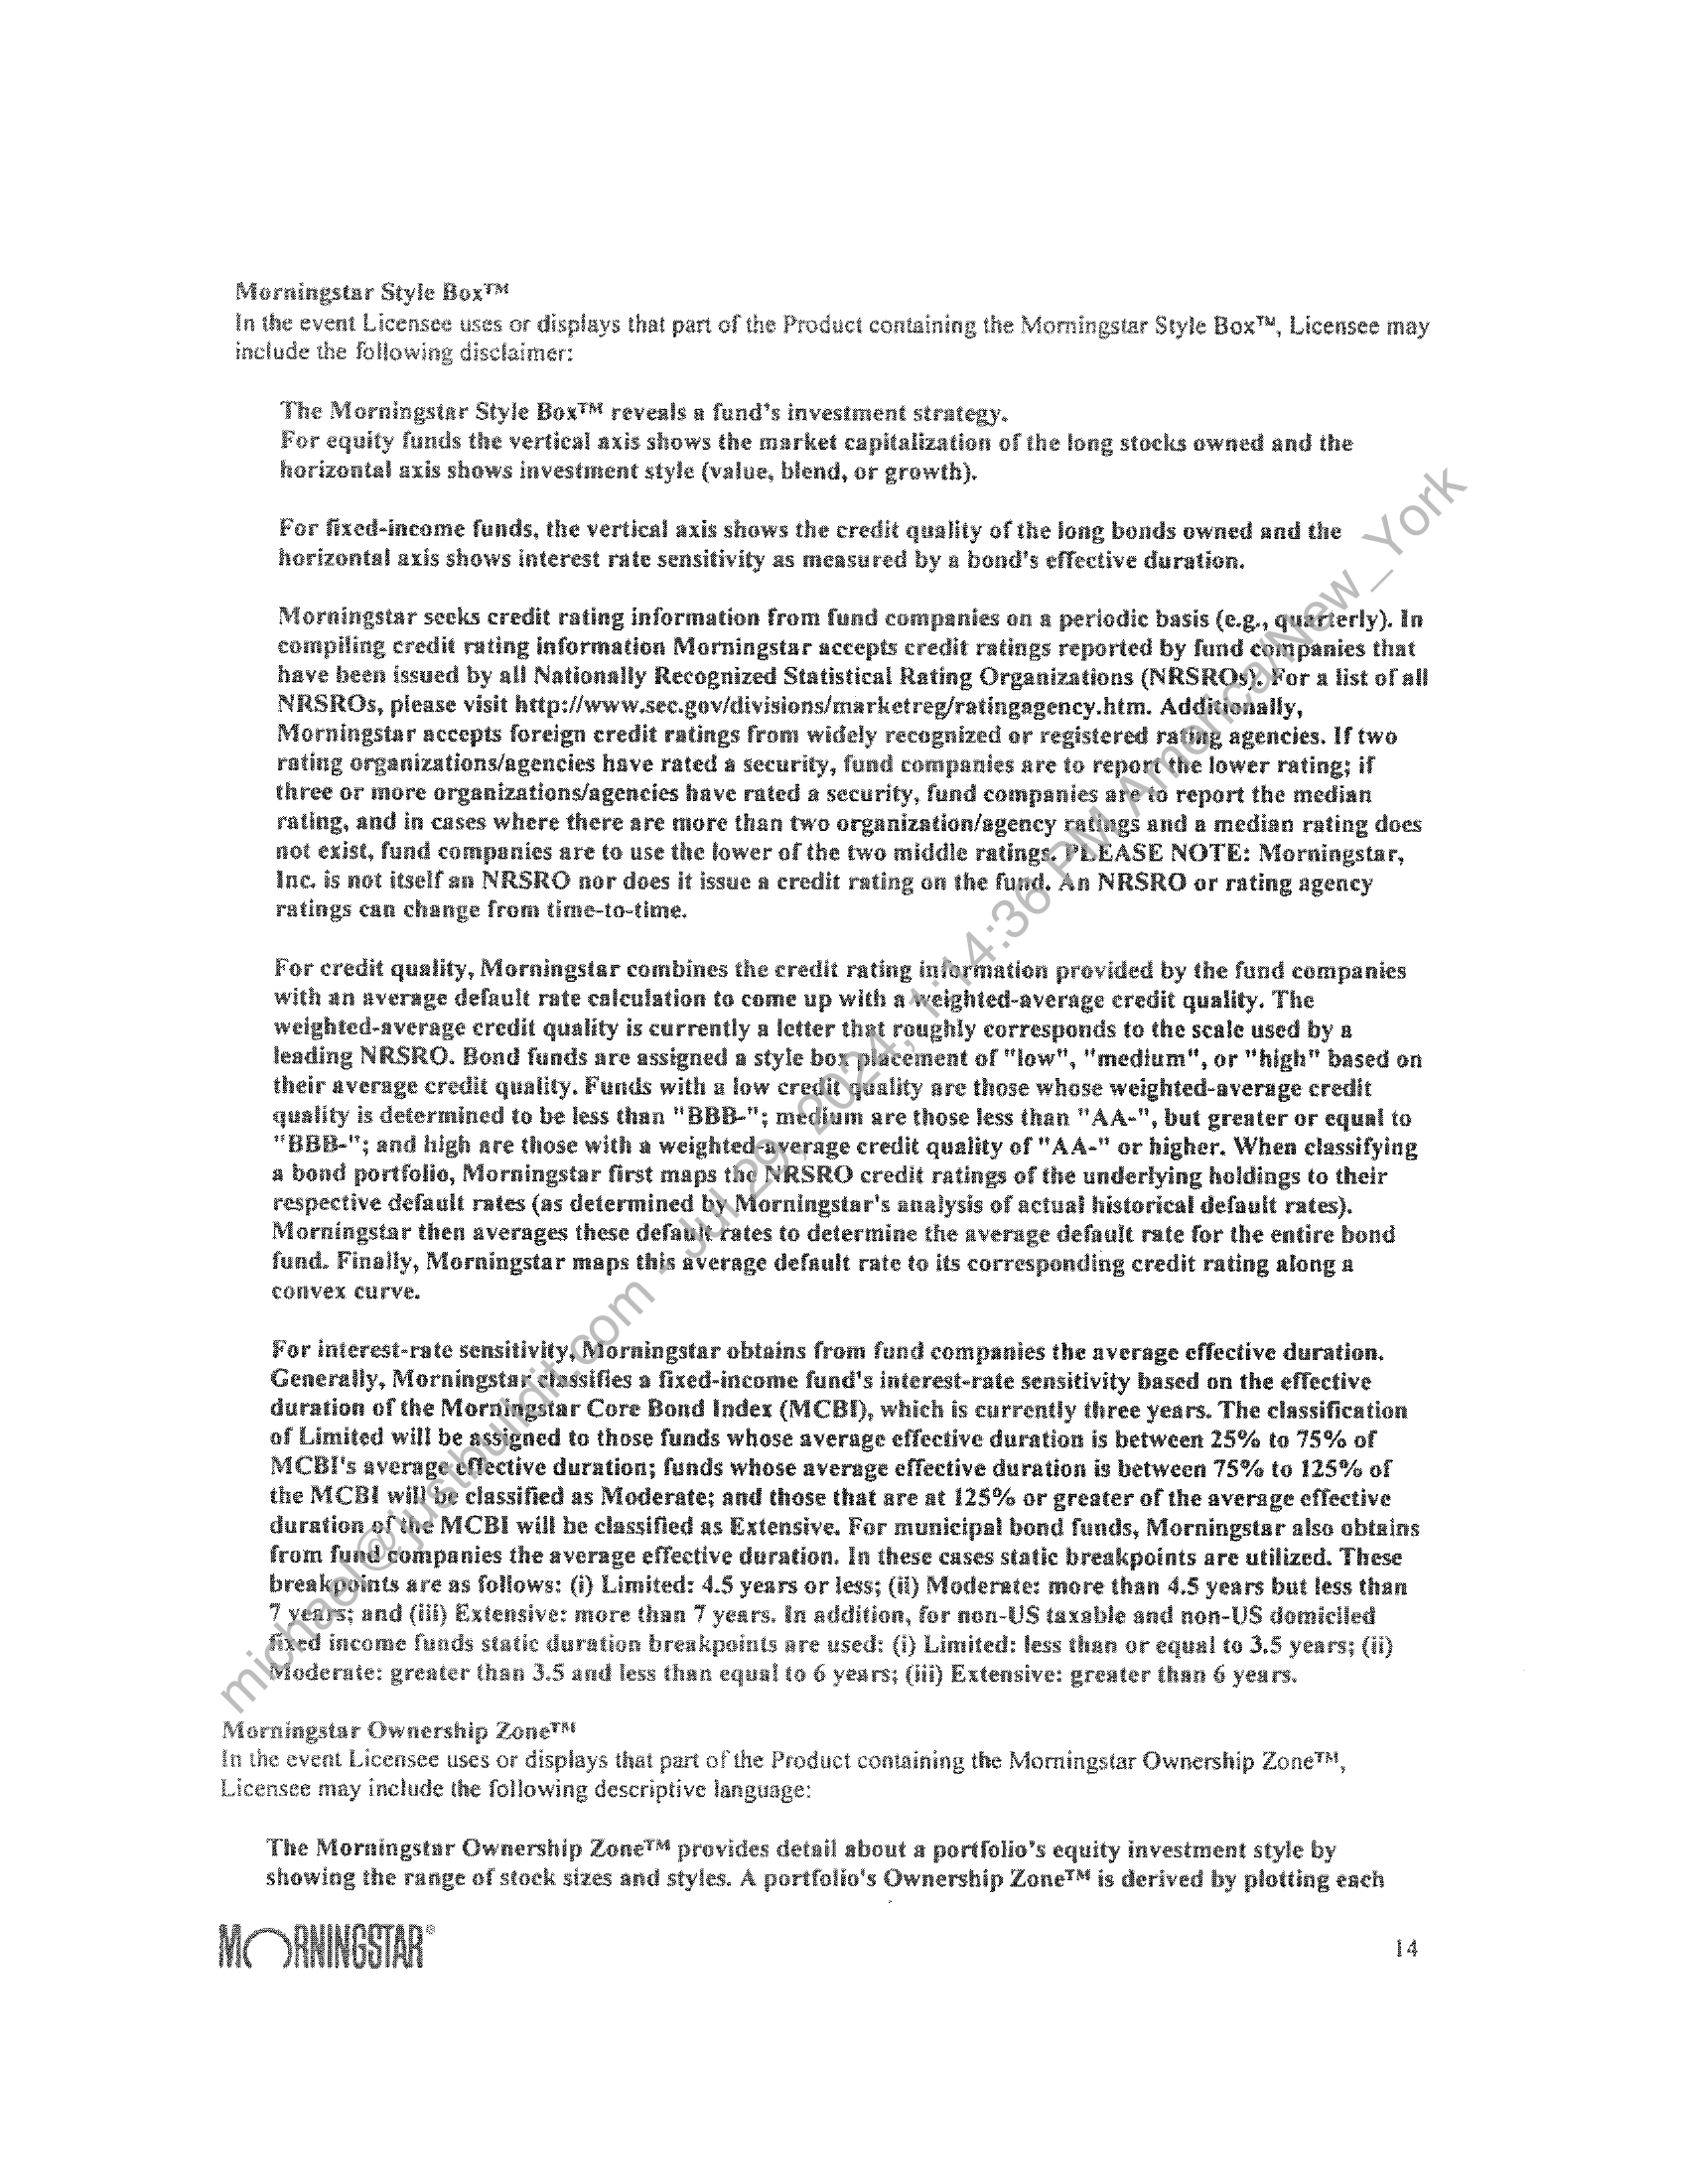 Morningstar Style Box™
In the event Licensee uses or displays that part of the Product containing the Morningstar Style Box™, Licensee may
include the following disclaimer:
The Morningstar Style Box™ reveals a fund's investment strategy.
For equity funds the vertical axis shows the market capitalization of the long stocks owned and the
horizontal axis shows investment style (value, blend, or growth).
For fixed-income funds, the vertical axis shows the credit quality of the long bonds owned and the
horizontal axis shows interest rate sensitivity as measured by a bond's effective duration.
Morningstar seeks credit rating information from fund companies on a periodic basis (e.g., quarterly). In
compiling credit rating information Morningstar accepts credit ratings reported by fund companies that
have been issued by all Nationally Recognized Statistical Rating Organizations (NRSROs). For a list of all
NRSROs, please visit http://www.sec.gov/divisions/marketreg/ratingagency.htm. Additionally,
Morningstar accepts foreign credit ratings from widely recognized or registered rating agencies. If two
rating organizations/agencies have rated a security, fund companies are to report the lower rating; if
three or more organizations/agencies have rated a security, fund companies are to report the median
rating, and in cases where there are more than two organization/agency ratings and a median rating does
not exist, fund companies are to use the lower of the two middle ratings. PLEASE NOTE: Morningstar,
Inc. is not itself an NRSRO nor does it issue a credit rating on the fund. An NRSRO or rating agency
ratings can change from time-to-time.
For credit quality, Morningstar combines the credit rating information provided by the fund companies
with an average default rate calculation to come up with a weighted-average credit quality. The
weighted-average credit quality is currently a letter that roughly corresponds to the scale used by a
leading NRSRO. Bond funds are assigned a style box placement of "low", "medium", or "high" based on
their average credit quality. Funds with a low credit quality are those whose weighted-average credit
quality is determined to be less than "BBB-"; medium are those less than "AA-", but greater or equal to
"BBB-"; and high are those with a weighted-average credit quality of "AA-" or higher. When classifying
a bond portfolio, Morningstar first maps the NRSRO credit ratings of the underlying holdings to their
respective default rates (as determined by Morningstar's analysis of actual historical default rates).
Morningstar then averages these default rates to determine the average default rate for the entire bond
fund. Finally, Morningstar maps this average default rate to its corresponding credit rating along a
convex curve.
For interest-rate sensitivity, Morningstar obtains from fund companies the average effective duration.
Generally, Morningstar classifies a fixed-income fund's interest-rate sensitivity based on the effective
duration of the Morningstar Core Bond Index (MCBI), which is currently three years. The classification
of Limited will be assigned to those funds whose average effective duration is between 25% to 75% of
MCBI's average effective duration; funds whose average effective duration is between 75% to 125% of
the MCBI will be classified as Moderate; and those that are at 125% or greater of the average effective
duration of the MCBI will be classified as Extensive. For municipal bond funds, Morningstar also obtains
from fund companies the average effective duration. In these cases static breakpoints are utilized. These
breakpoints are as follows: (i) Limited: 4.5 years or less; (ii) Moderate: more than 4.5 years but less than
7 years; and (iii) Extensive: more than 7 years. In addition, for non-US taxable and non-US domiciled
fixed income funds static duration breakpoints are used: (i) Limited: less than or equal to 3.5 years; (ii)
Moderate: greater than 3.5 and less than equal to 6 years; (iii) Extensive: greater than 6 years.
Morningstar Ownership Zone™
In the event Licensee uses or displays that part of the Product containing the Morningstar Ownership Zone™,
Licensee may include the following descriptive language:
The Morningstar Ownership Zone™ provides detail about a portfolio's equity investment style by
showing the range of stock sizes and styles. A portfolio's Ownership Zone™ is derived by plotting each
MORNINGSTAR®
14